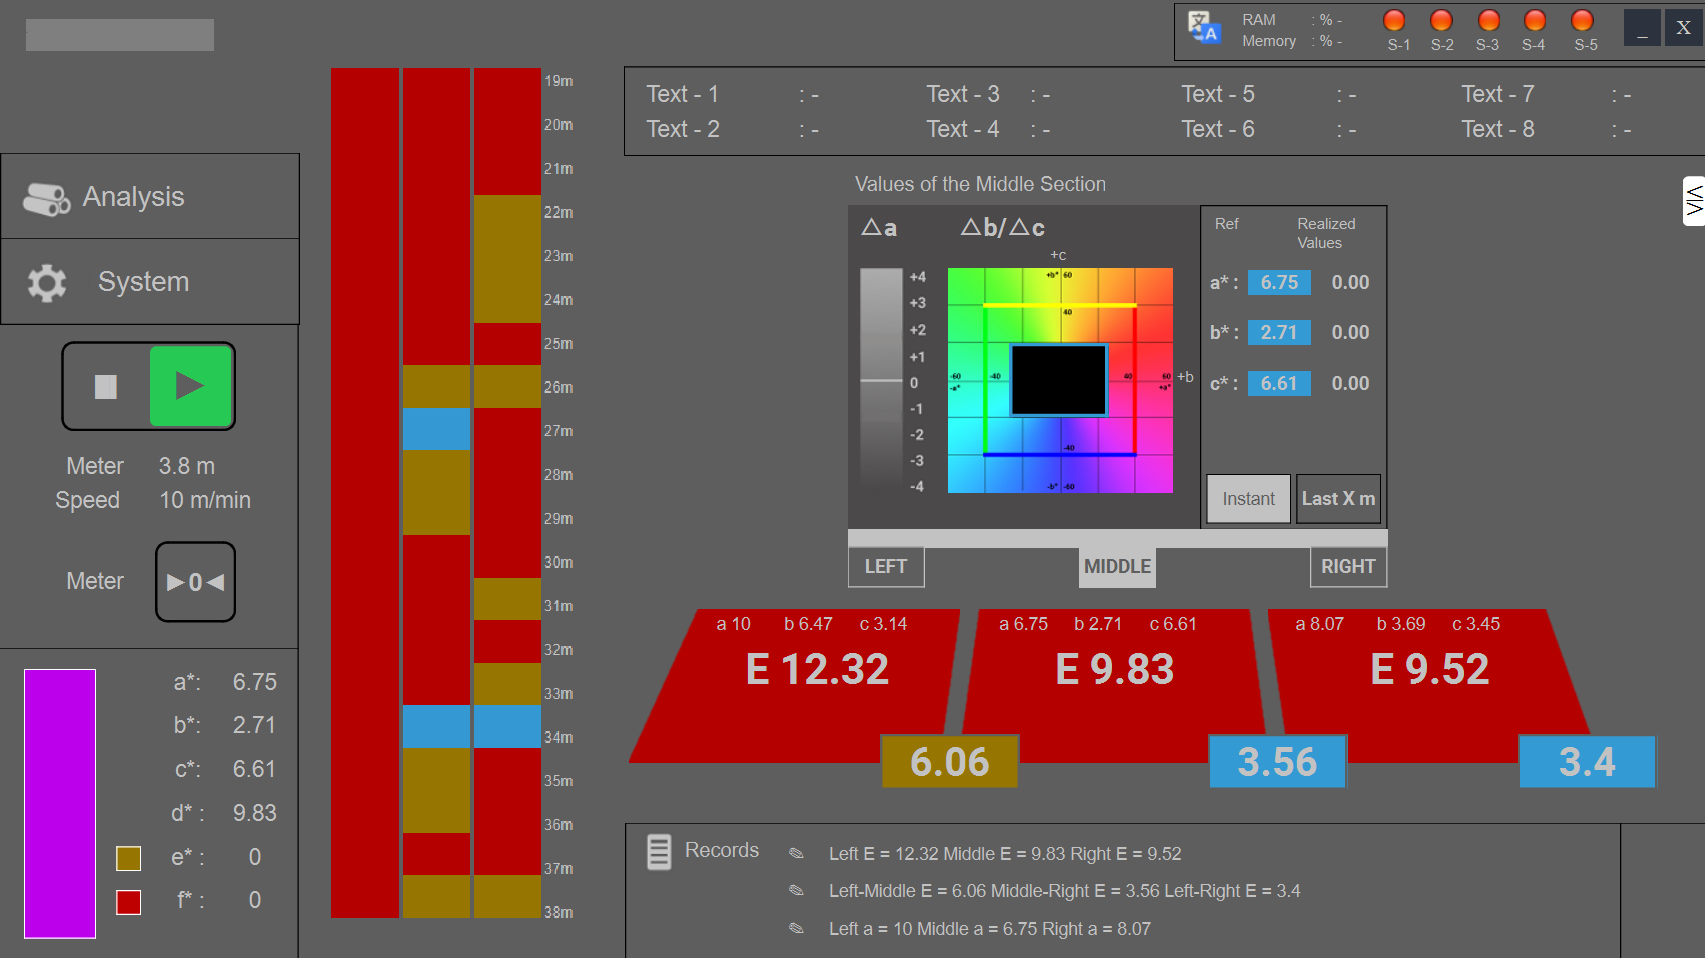 RAM : % -
Memory : % -
S-1 S-2 S-3 S-4 S-5
_ X
Text - 1 : - Text - 3 : - Text - 5 : - Text - 7 : -
Text - 2 : - Text - 4 : - Text - 6 : - Text - 8 : -
Analysis
System
Meter 3.8 m
Speed 10 m/min
Meter ▶0◀
a*: 6.75
b*: 2.71
c*: 6.61
d* : 9.83
e* : 0
f* : 0
19m
20m
21m
22m
23m
24m
25m
26m
27m
28m
29m
30m
31m
32m
33m
34m
35m
36m
37m
38m
Values of the Middle Section
△a △b/△c
+c
+4
+3
+2
+1
0
-1
-2
-3
-4
+b* 60
40
-60 -40 40 60
-a* +a*
-40
-b* -60
+b
Ref Realized
Values
a* : 6.75 0.00
b* : 2.71 0.00
c* : 6.61 0.00
Instant Last X m
LEFT MIDDLE RIGHT
a 10 b 6.47 c 3.14
E 12.32
a 6.75 b 2.71 c 6.61
E 9.83
a 8.07 b 3.69 c 3.45
E 9.52
6.06 3.56 3.4
Records
Left E = 12.32 Middle E = 9.83 Right E = 9.52
Left-Middle E = 6.06 Middle-Right E = 3.56 Left-Right E = 3.4
Left a = 10 Middle a = 6.75 Right a = 8.07